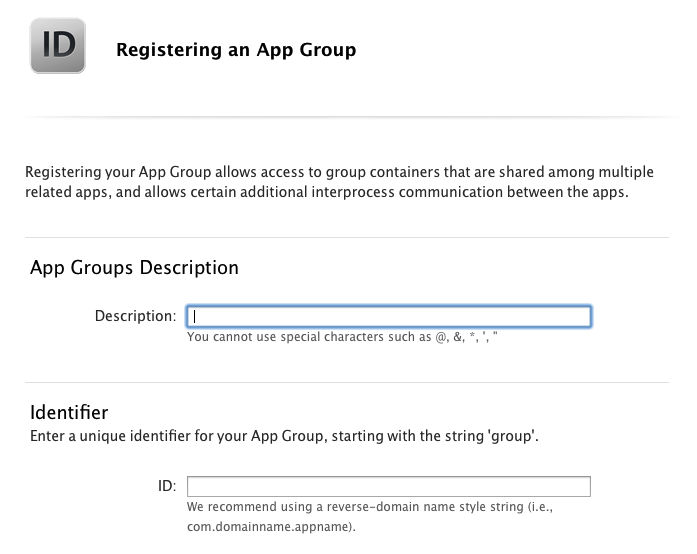 ID
Registering an App Group
Registering your App Group allows access to group containers that are shared among multiple
related apps, and allows certain additional interprocess communication between the apps.
App Groups Description
Description:
You cannot use special characters such as @, &, *, ', "
Identifier
Enter a unique identifier for your App Group, starting with the string 'group'.
ID:
We recommend using a reverse-domain name style string (i.e.,
com.domainname.appname).